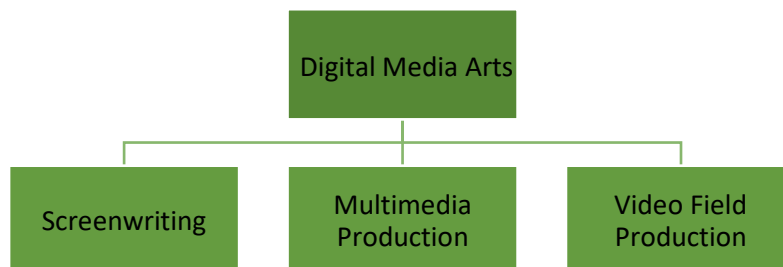 Digital Media Arts
Screenwriting
Multimedia
Production
Video Field
Production